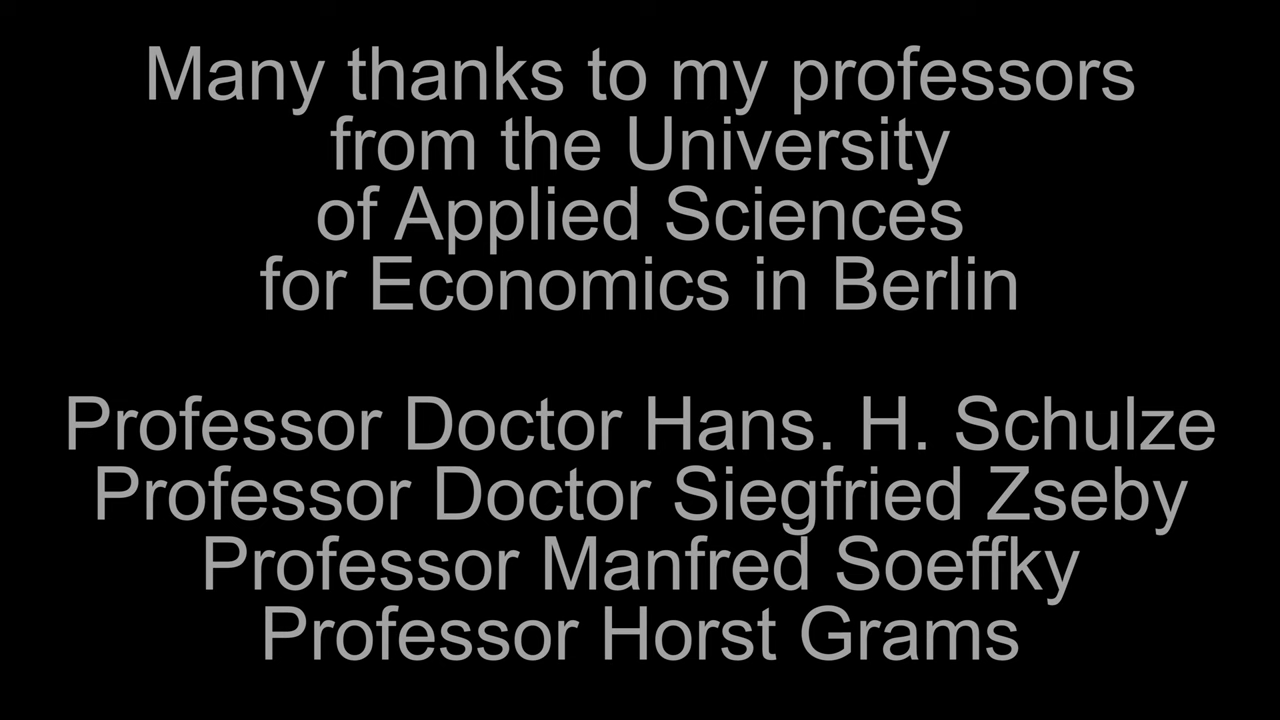 Many thanks to my professors
from the University
of Applied Sciences
for Economics in Berlin
Professor Doctor Hans. H. Schulze
Professor Doctor Siegfried Zseby
Professor Manfred Soeffky
Professor Horst Grams